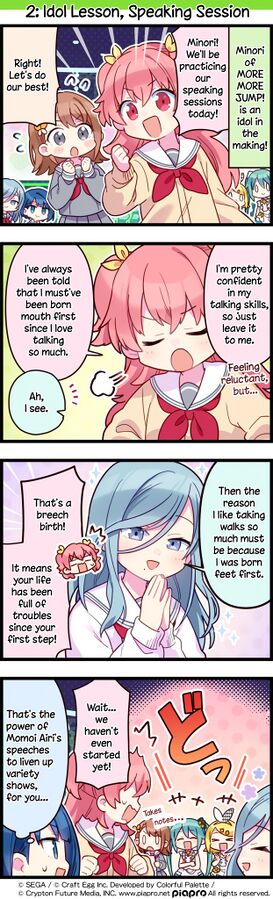 2: Idol Lesson, Speaking Session
Minori
of MORE
MORE
JUMP!
is an idol
in the
making!
Minori!
We'll be
practicing
our
speaking
sessions
today!
Right!
Let's do
our best!
I'm pretty
confident
in my
talking skills,
so just
leave it
to me.
I've always
been told
that I must've
been born
mouth first
since I love
talking
so much.
Feeling
reluctant,
but...
Ah,
I see.
Then the
reason
I like taking
walks so
much must
be because
I was born
feet first.
That's a
breech
birth!
It means
your life
has been
full of
troubles
since your
first step!
どっ
Wait...
we
haven't
even
started
yet!
Takes
notes...
That's the
power of
Momoi Airi's
speeches
to liven up
variety
shows,
for you...
© SEGA / © Craft Egg Inc. Developed by Colorful Palette /
© Crypton Future Media, INC. www.piapro.net piapro All rights reserved.